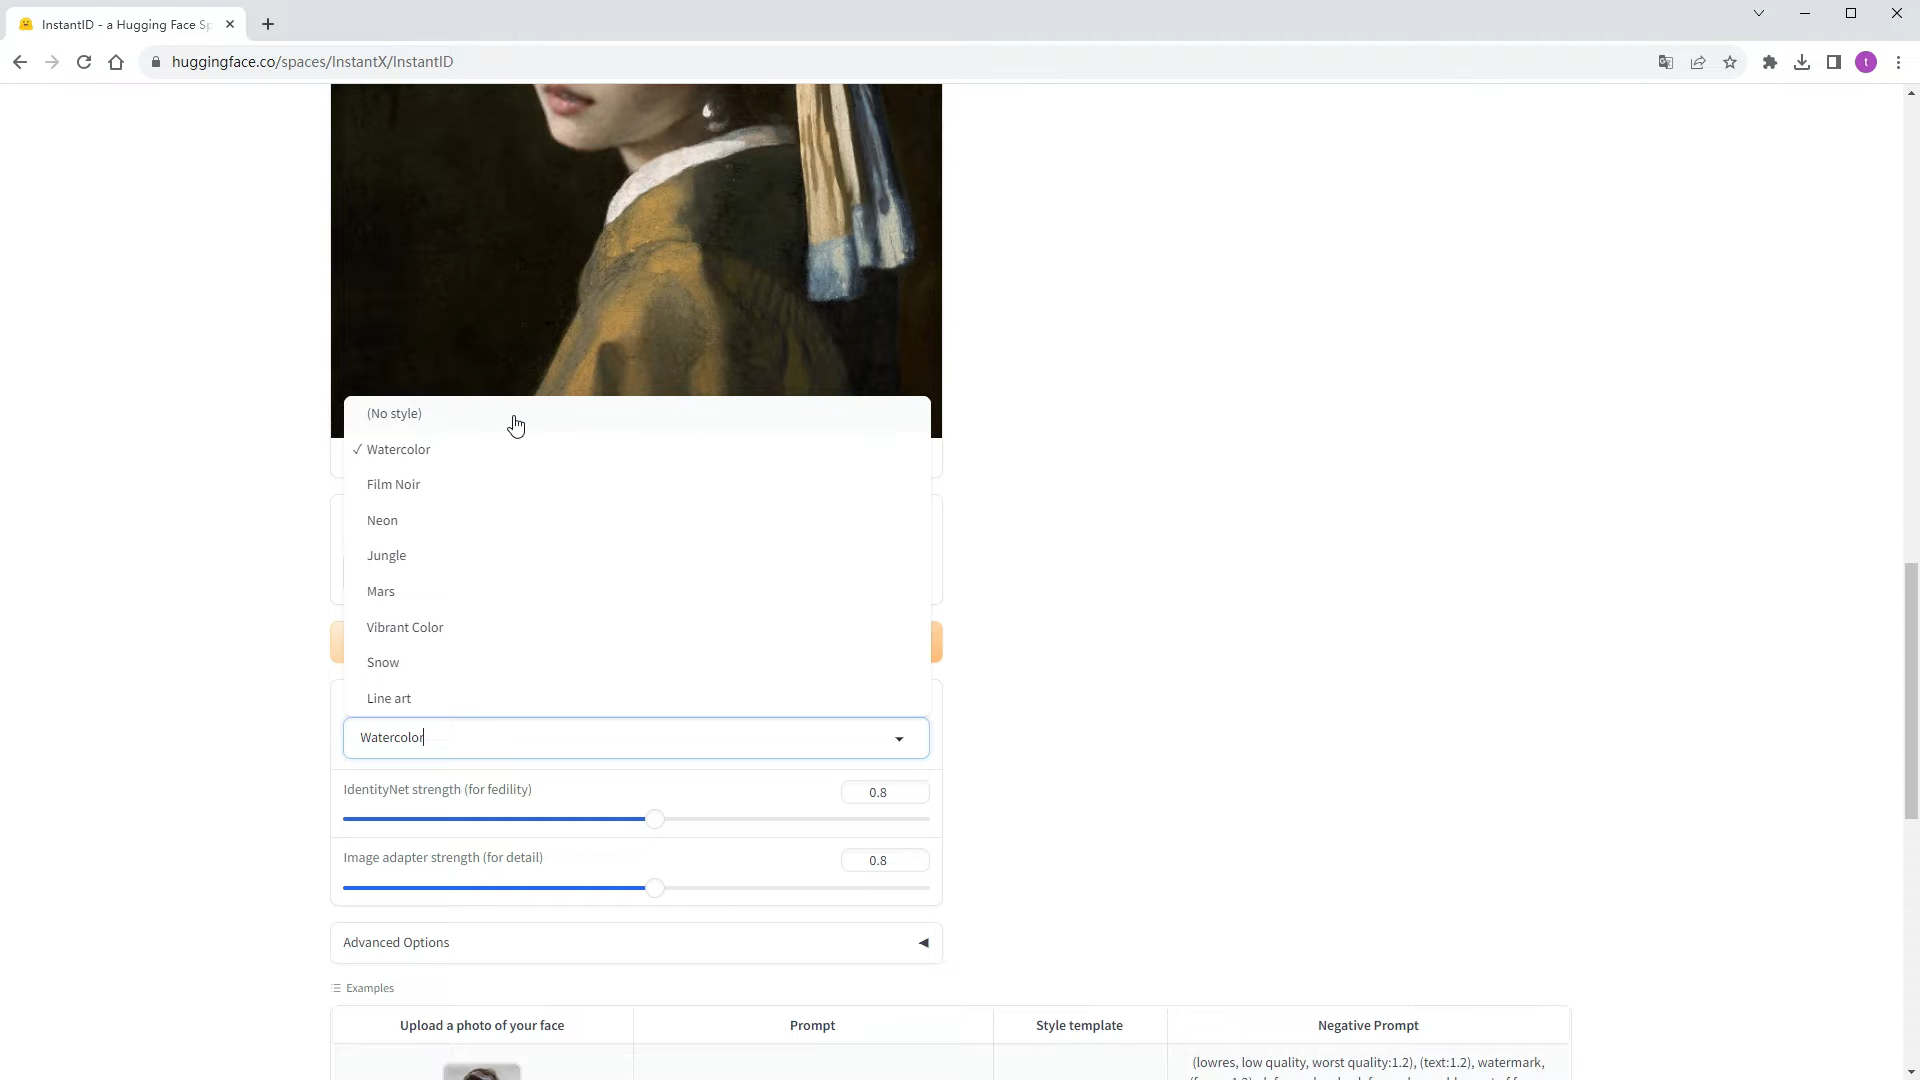 InstantID - a Hugging Face Sp
huggingface.co/spaces/InstantX/InstantID
t
(No style)
✓ Watercolor
Film Noir
Neon
Jungle
Mars
Vibrant Color
Snow
Line art
Watercolor
IdentityNet strength (for fedility)
0.8
Image adapter strength (for detail)
0.8
Advanced Options
Examples
Upload a photo of your face Prompt Style template Negative Prompt
(lowres, low quality, worst quality:1.2), (text:1.2), watermark,